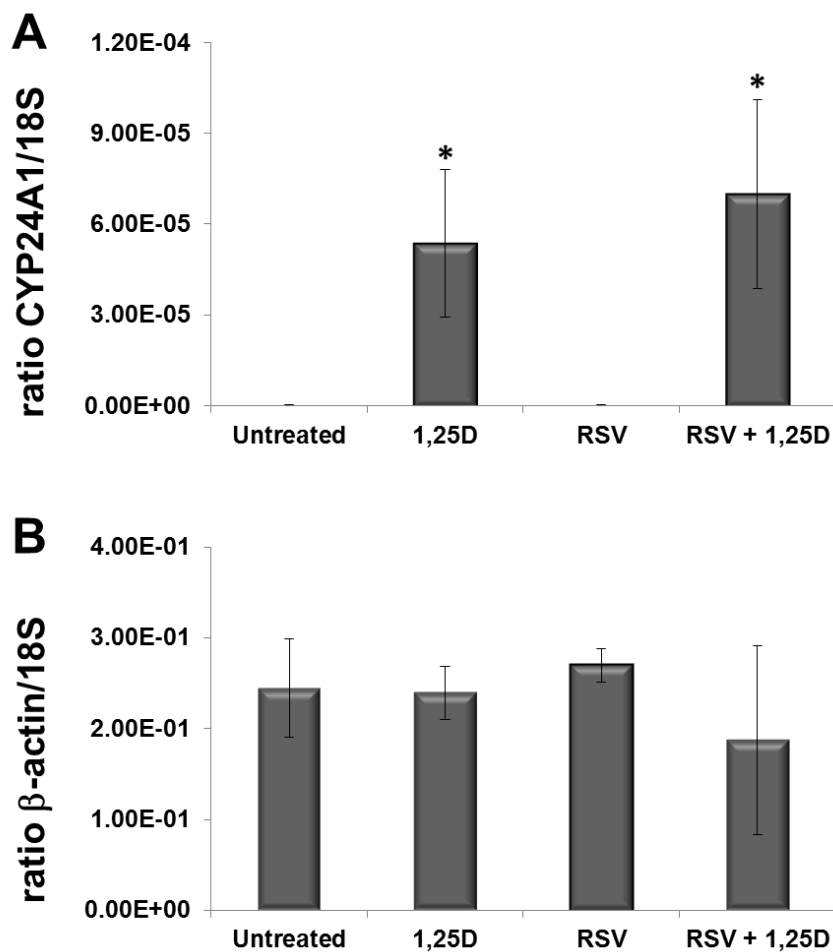 A
ratio CYP24A1/18S
1.20E-04
9.00E-05
6.00E-05
3.00E-05
0.00E+00
*
*
Untreated 1,25D RSV RSV + 1,25D
B
ratio β-actin/18S
4.00E-01
3.00E-01
2.00E-01
1.00E-01
0.00E+00
Untreated 1,25D RSV RSV + 1,25D